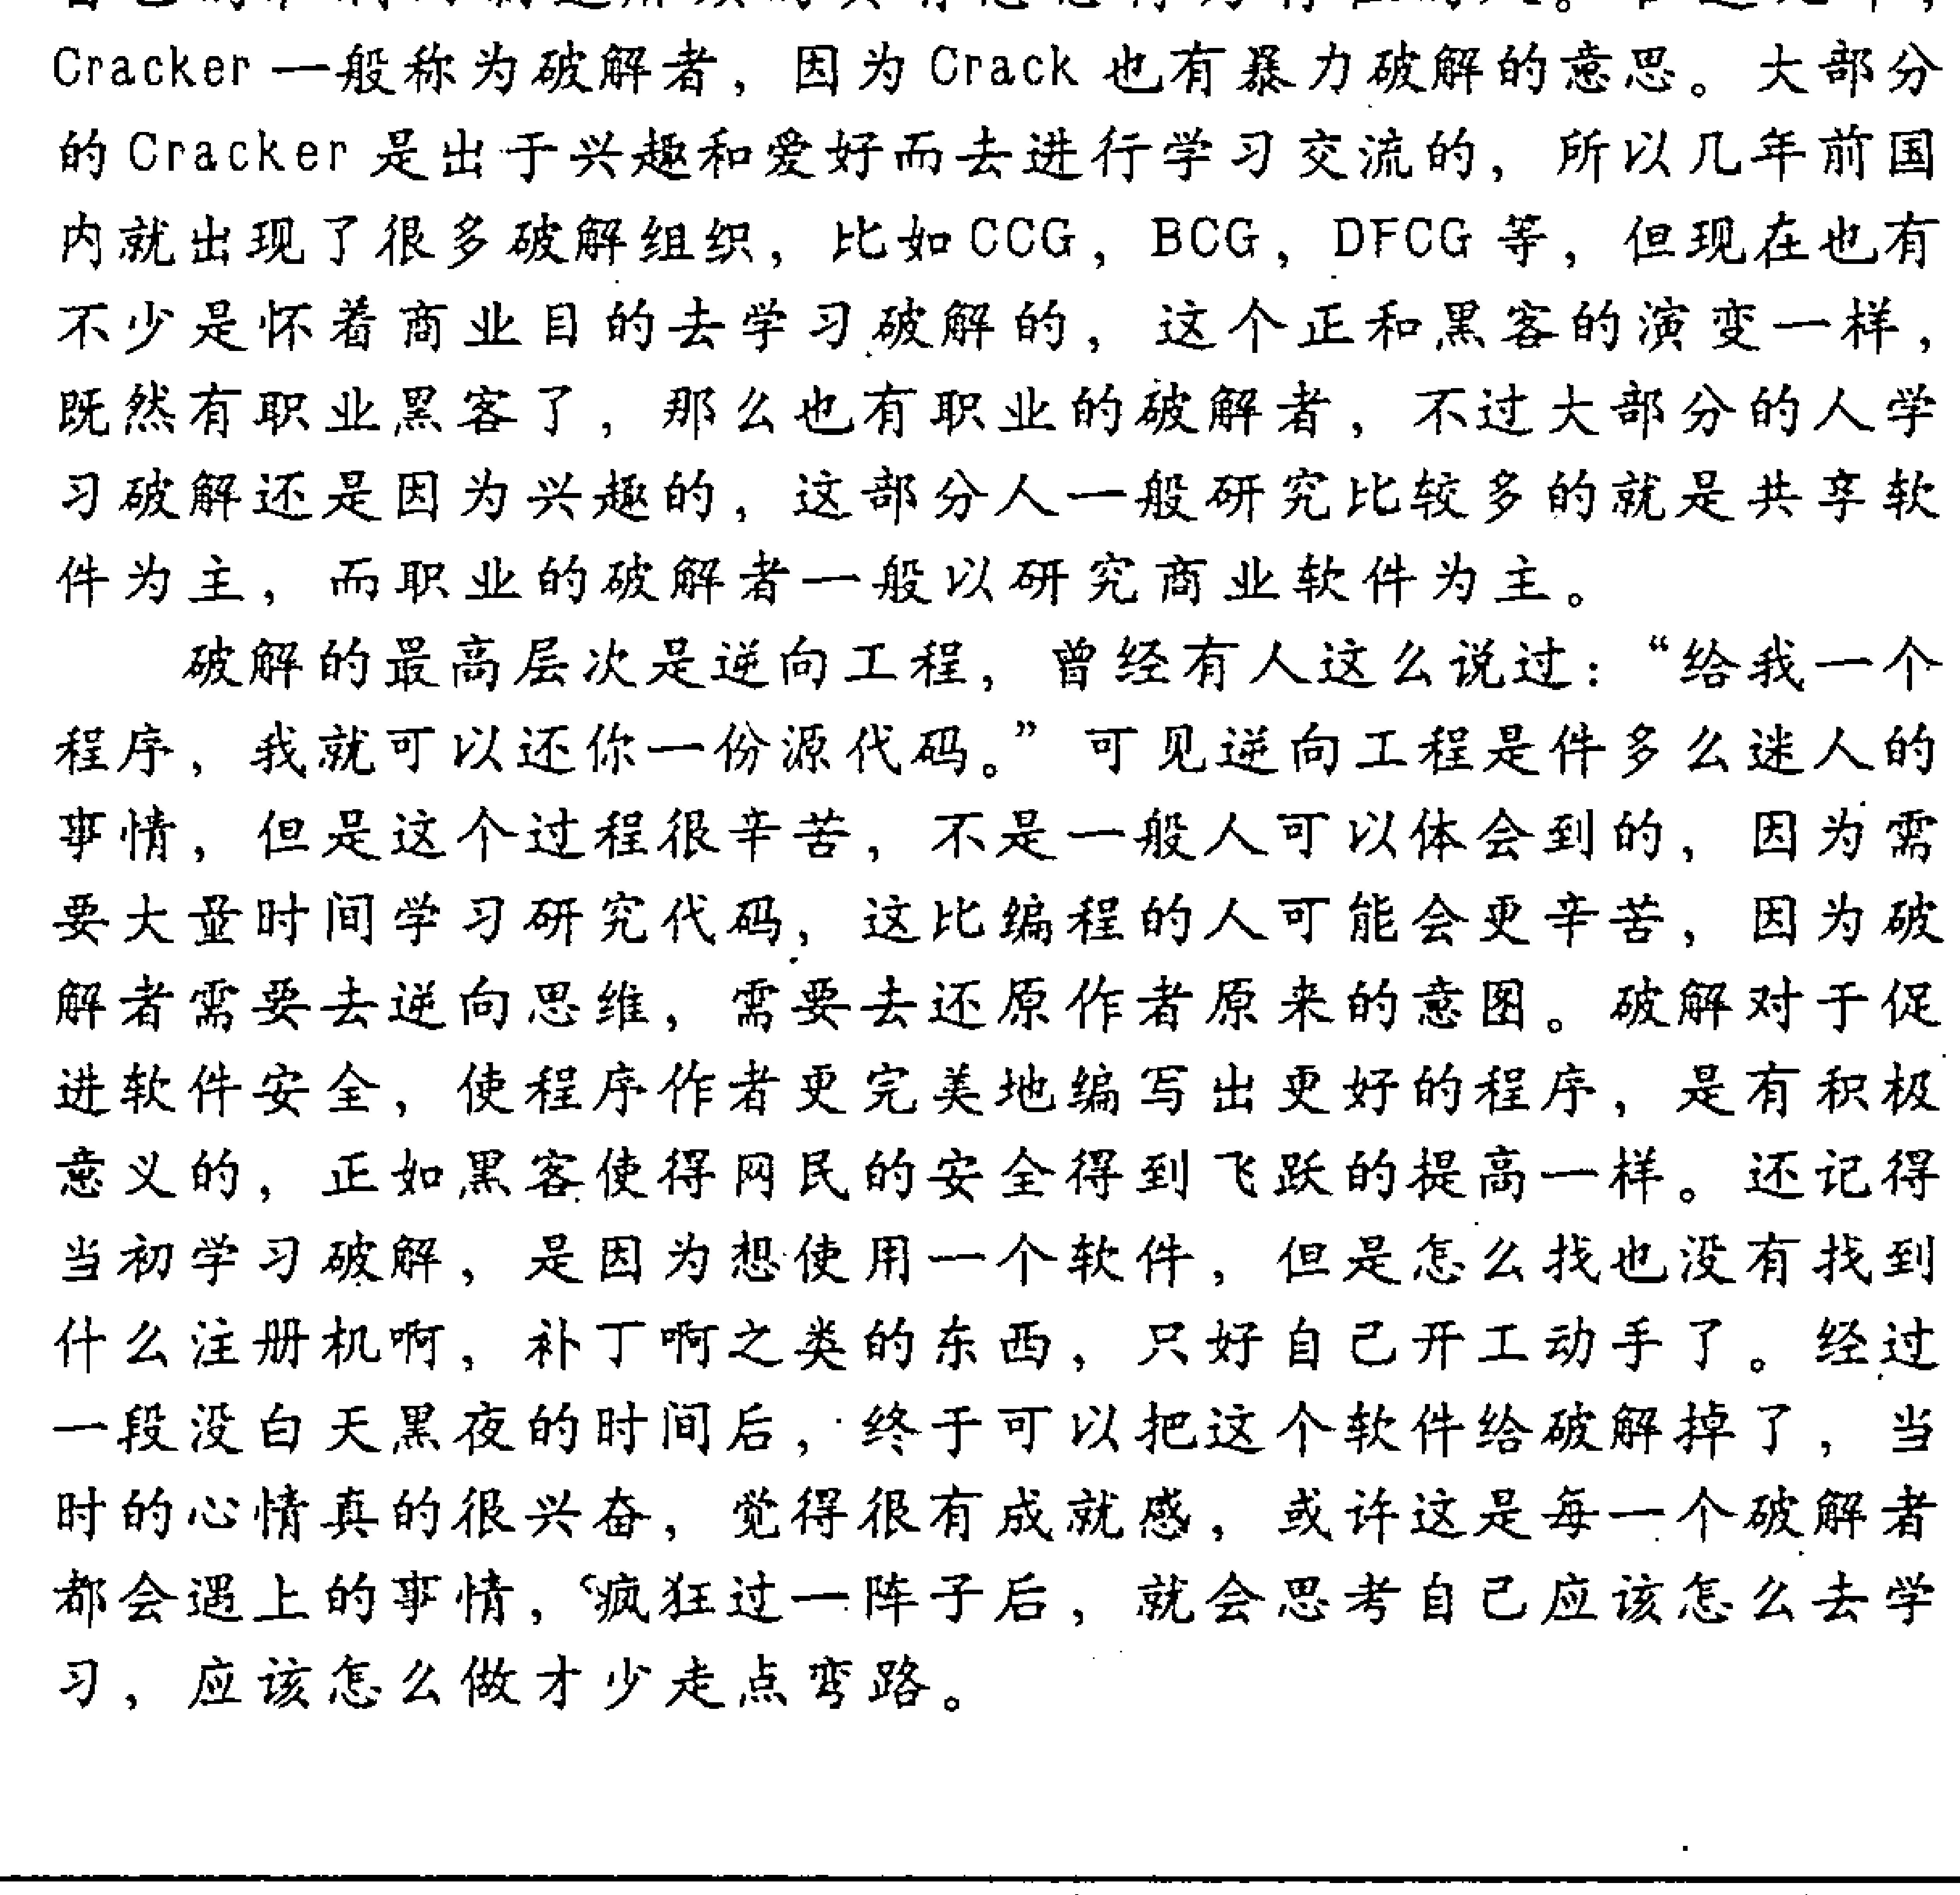 Cracker 一般称为破解者，因为 Crack 也有暴力破解的意思。大部分
的 Cracker 是出于兴趣和爱好而去进行学习交流的，所以几年前国
内就出现了很多破解组织，比如 CCG，BCG，DFCG 等，但现在也有
不少是怀着商业目的去学习破解的，这个正和黑客的演变一样，
既然有职业黑客了，那么也有职业的破解者，不过大部分的人学
习破解还是因为兴趣的，这部分人一般研究比较多的就是共享软
件为主，而职业的破解者一般以研究商业软件为主。
破解的最高层次是逆向工程，曾经有人这么说过：“给我一个
程序，我就可以还你一份源代码。”可见逆向工程是件多么迷人的
事情，但是这个过程很辛苦，不是一般人可以体会到的，因为需
要大量时间学习研究代码，这比编程的人可能会更辛苦，因为破
解者需要去逆向思维，需要去还原作者原来的意图。破解对于促
进软件安全，使程序作者更完美地编写出更好的程序，是有积极
意义的，正如黑客使得网民的安全得到飞跃的提高一样。还记得
当初学习破解，是因为想使用一个软件，但是怎么找也没有找到
什么注册机啊，补丁啊之类的东西，只好自己开工动手了。经过
一段没白天黑夜的时间后，终于可以把这个软件给破解掉了，当
时的心情真的很兴奋，觉得很有成就感，或许这是每一个破解者
都会遇上的事情，疯狂过一阵子后，就会思考自己应该怎么去学
习，应该怎么做才少走点弯路。